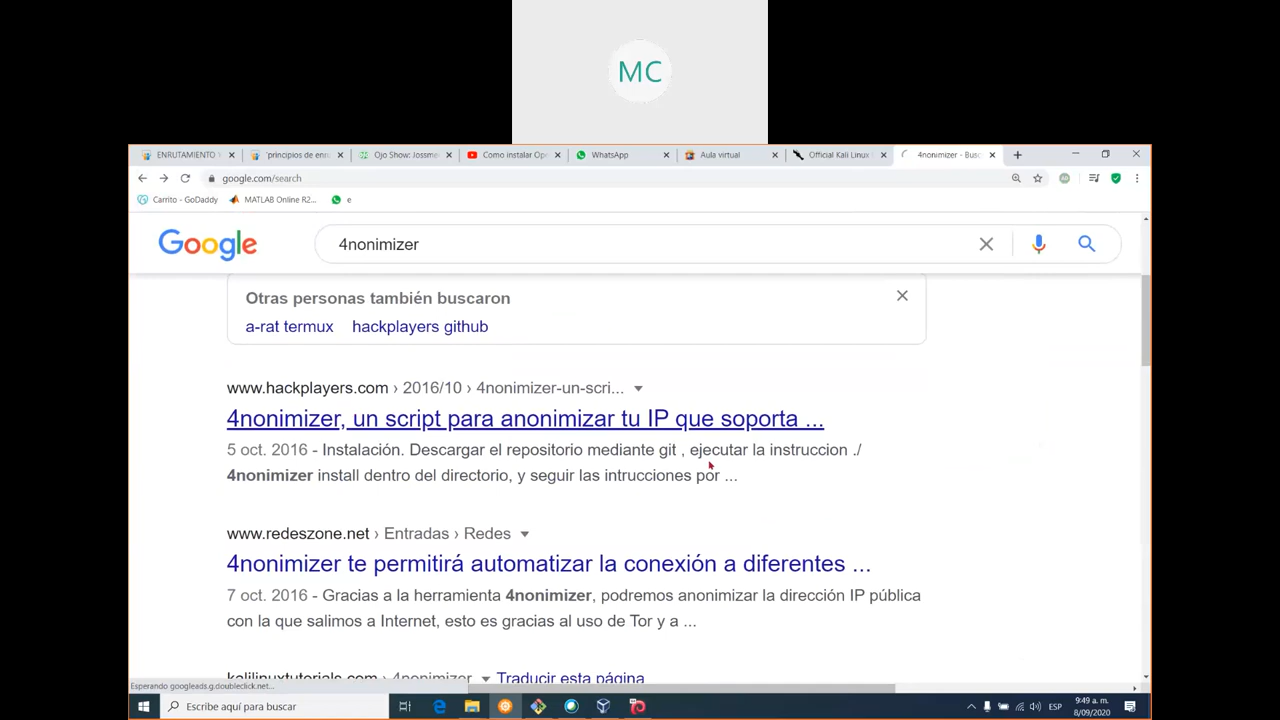 MC
ENRUTAMIENTO Y
'principios de enr
Ojo Show: Jossme
Como instalar Ope
WhatsApp
Aula virtual
Official Kali Linux
4nonimizer - Busc
google.com/search
Carrito - GoDaddy
MATLAB Online R2...
e
Google
4nonimizer
Otras personas también buscaron
a-rat termux hackplayers github
www.hackplayers.com › 2016/10 › 4nonimizer-un-scri...
4nonimizer, un script para anonimizar tu IP que soporta ...
5 oct. 2016 - Instalación. Descargar el repositorio mediante git , ejecutar la instruccion ./
4nonimizer install dentro del directorio, y seguir las intrucciones por ...
www.redeszone.net › Entradas › Redes
4nonimizer te permitirá automatizar la conexión a diferentes ...
7 oct. 2016 - Gracias a la herramienta 4nonimizer, podremos anonimizar la dirección IP pública
con la que salimos a Internet, esto es gracias al uso de Tor y a ...
kalilinuxtutorials.com › 4nonimizer Traducir esta página
Esperando googleads.g.doubleclick.net...
Escribe aquí para buscar
ESP
9:49 a. m.
8/09/2020